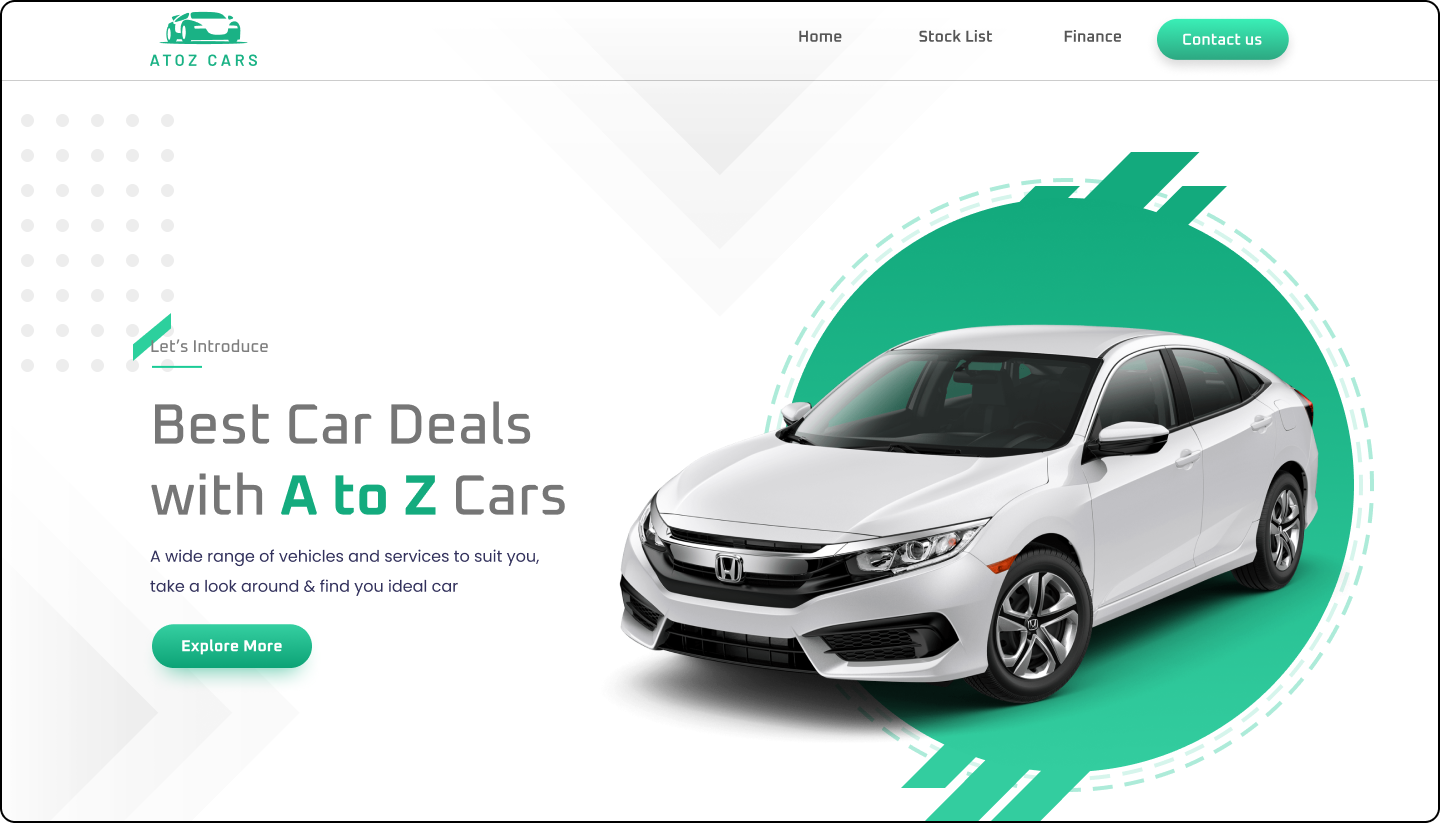 ATOZ CARS
Home
Stock List
Finance
Contact us
Let's Introduce
Best Car Deals
with A to Z Cars
A wide range of vehicles and services to suit you,
take a look around & find you ideal car
Explore More